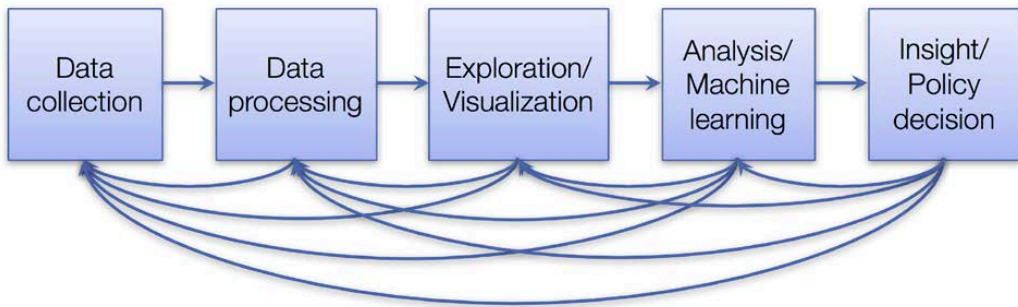 Data
collection
Data
processing
Exploration/
Visualization
Analysis/
Machine
learning
Insight/
Policy
decision